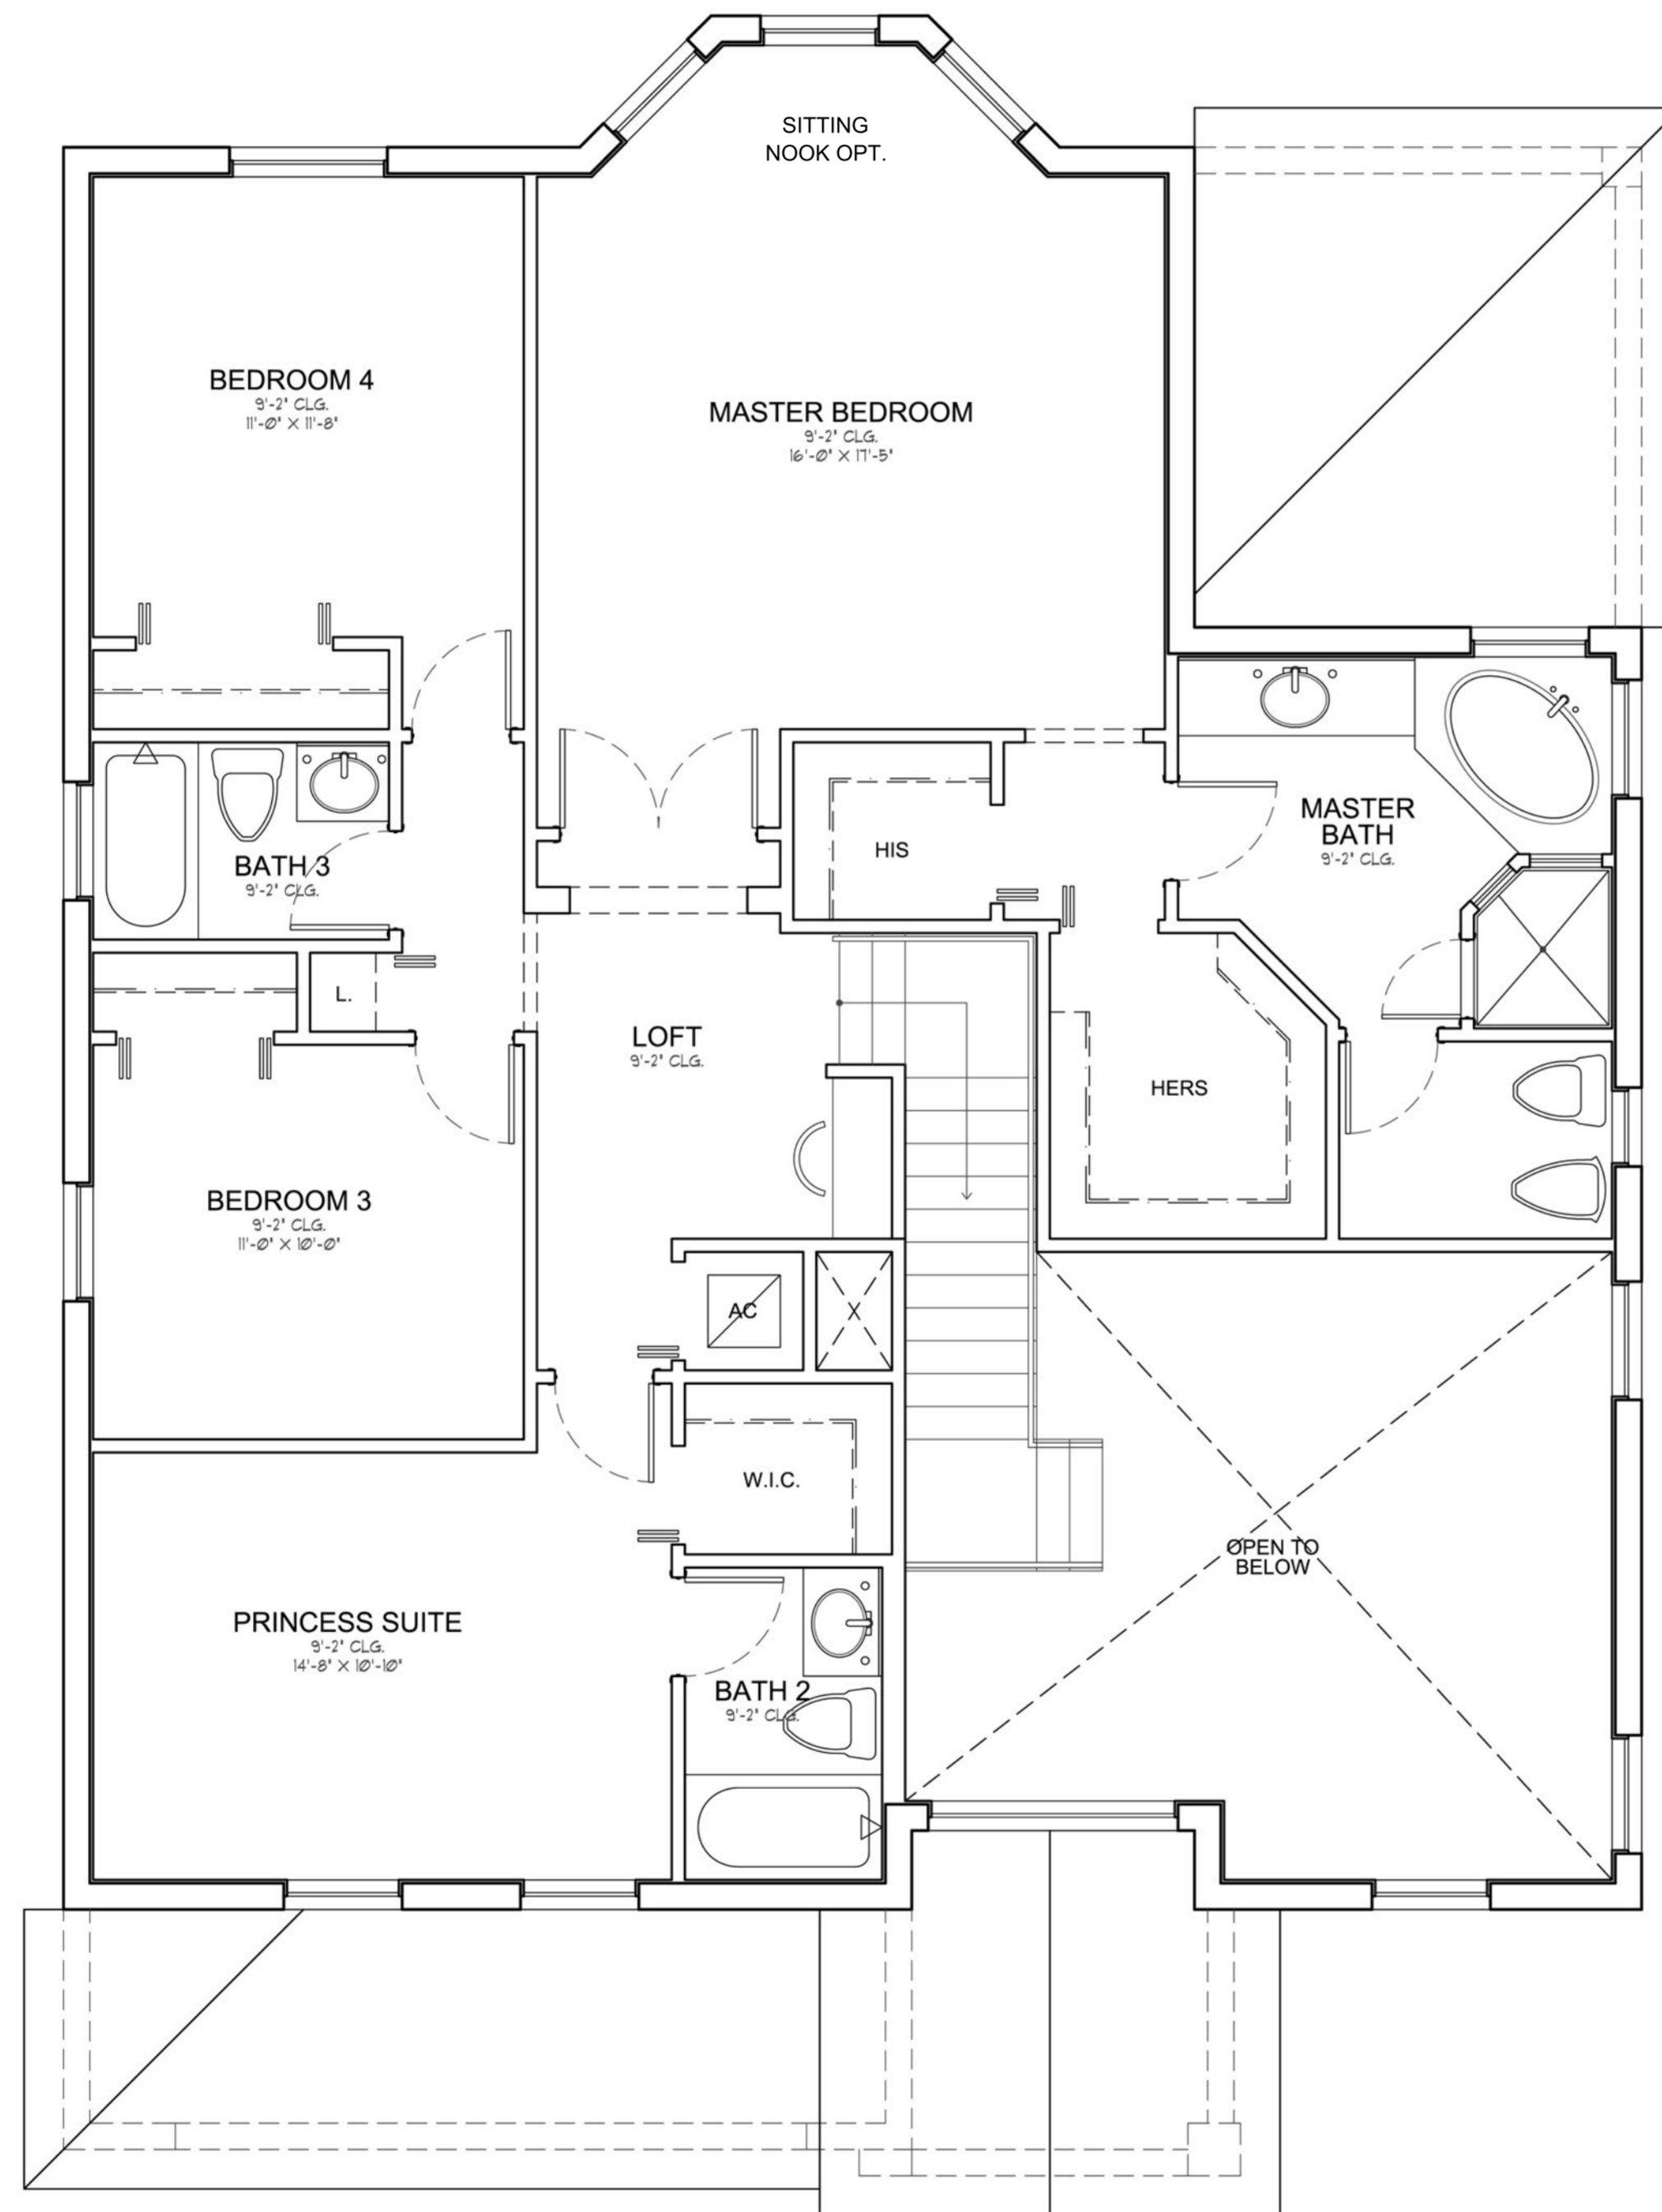 SITTING
NOOK OPT.
BEDROOM 4
9'-2" CLG.
11'-0" X 11'-8"
MASTER BEDROOM
9'-2" CLG.
16'-0" X 17'-5"
MASTER
BATH
9'-2" CLG.
HIS
BATH 3
9'-2" CLG.
L.
LOFT
9'-2" CLG.
HERS
BEDROOM 3
9'-2" CLG.
11'-0" X 10'-0"
AC
X
W.I.C.
OPEN TO
BELOW
PRINCESS SUITE
9'-2" CLG.
14'-8" X 10'-10"
BATH 2
9'-2" CLG.